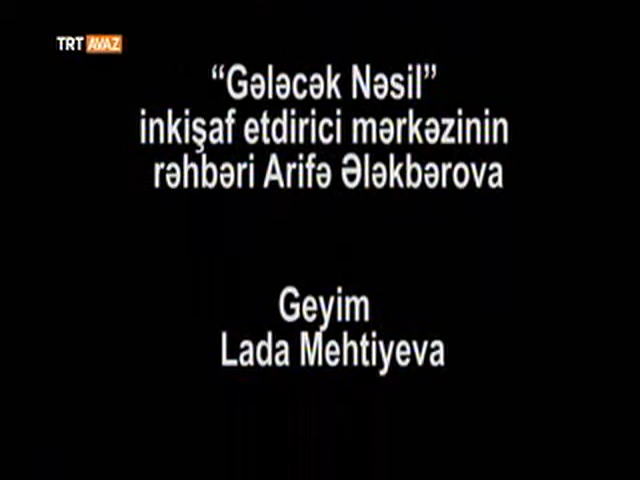 TRT AVAZ
“Gələcək Nəsil”
inkişaf etdirici mərkəzinin
rəhbəri Arifə Ələkbərova
Geyim
Lada Mehtiyeva